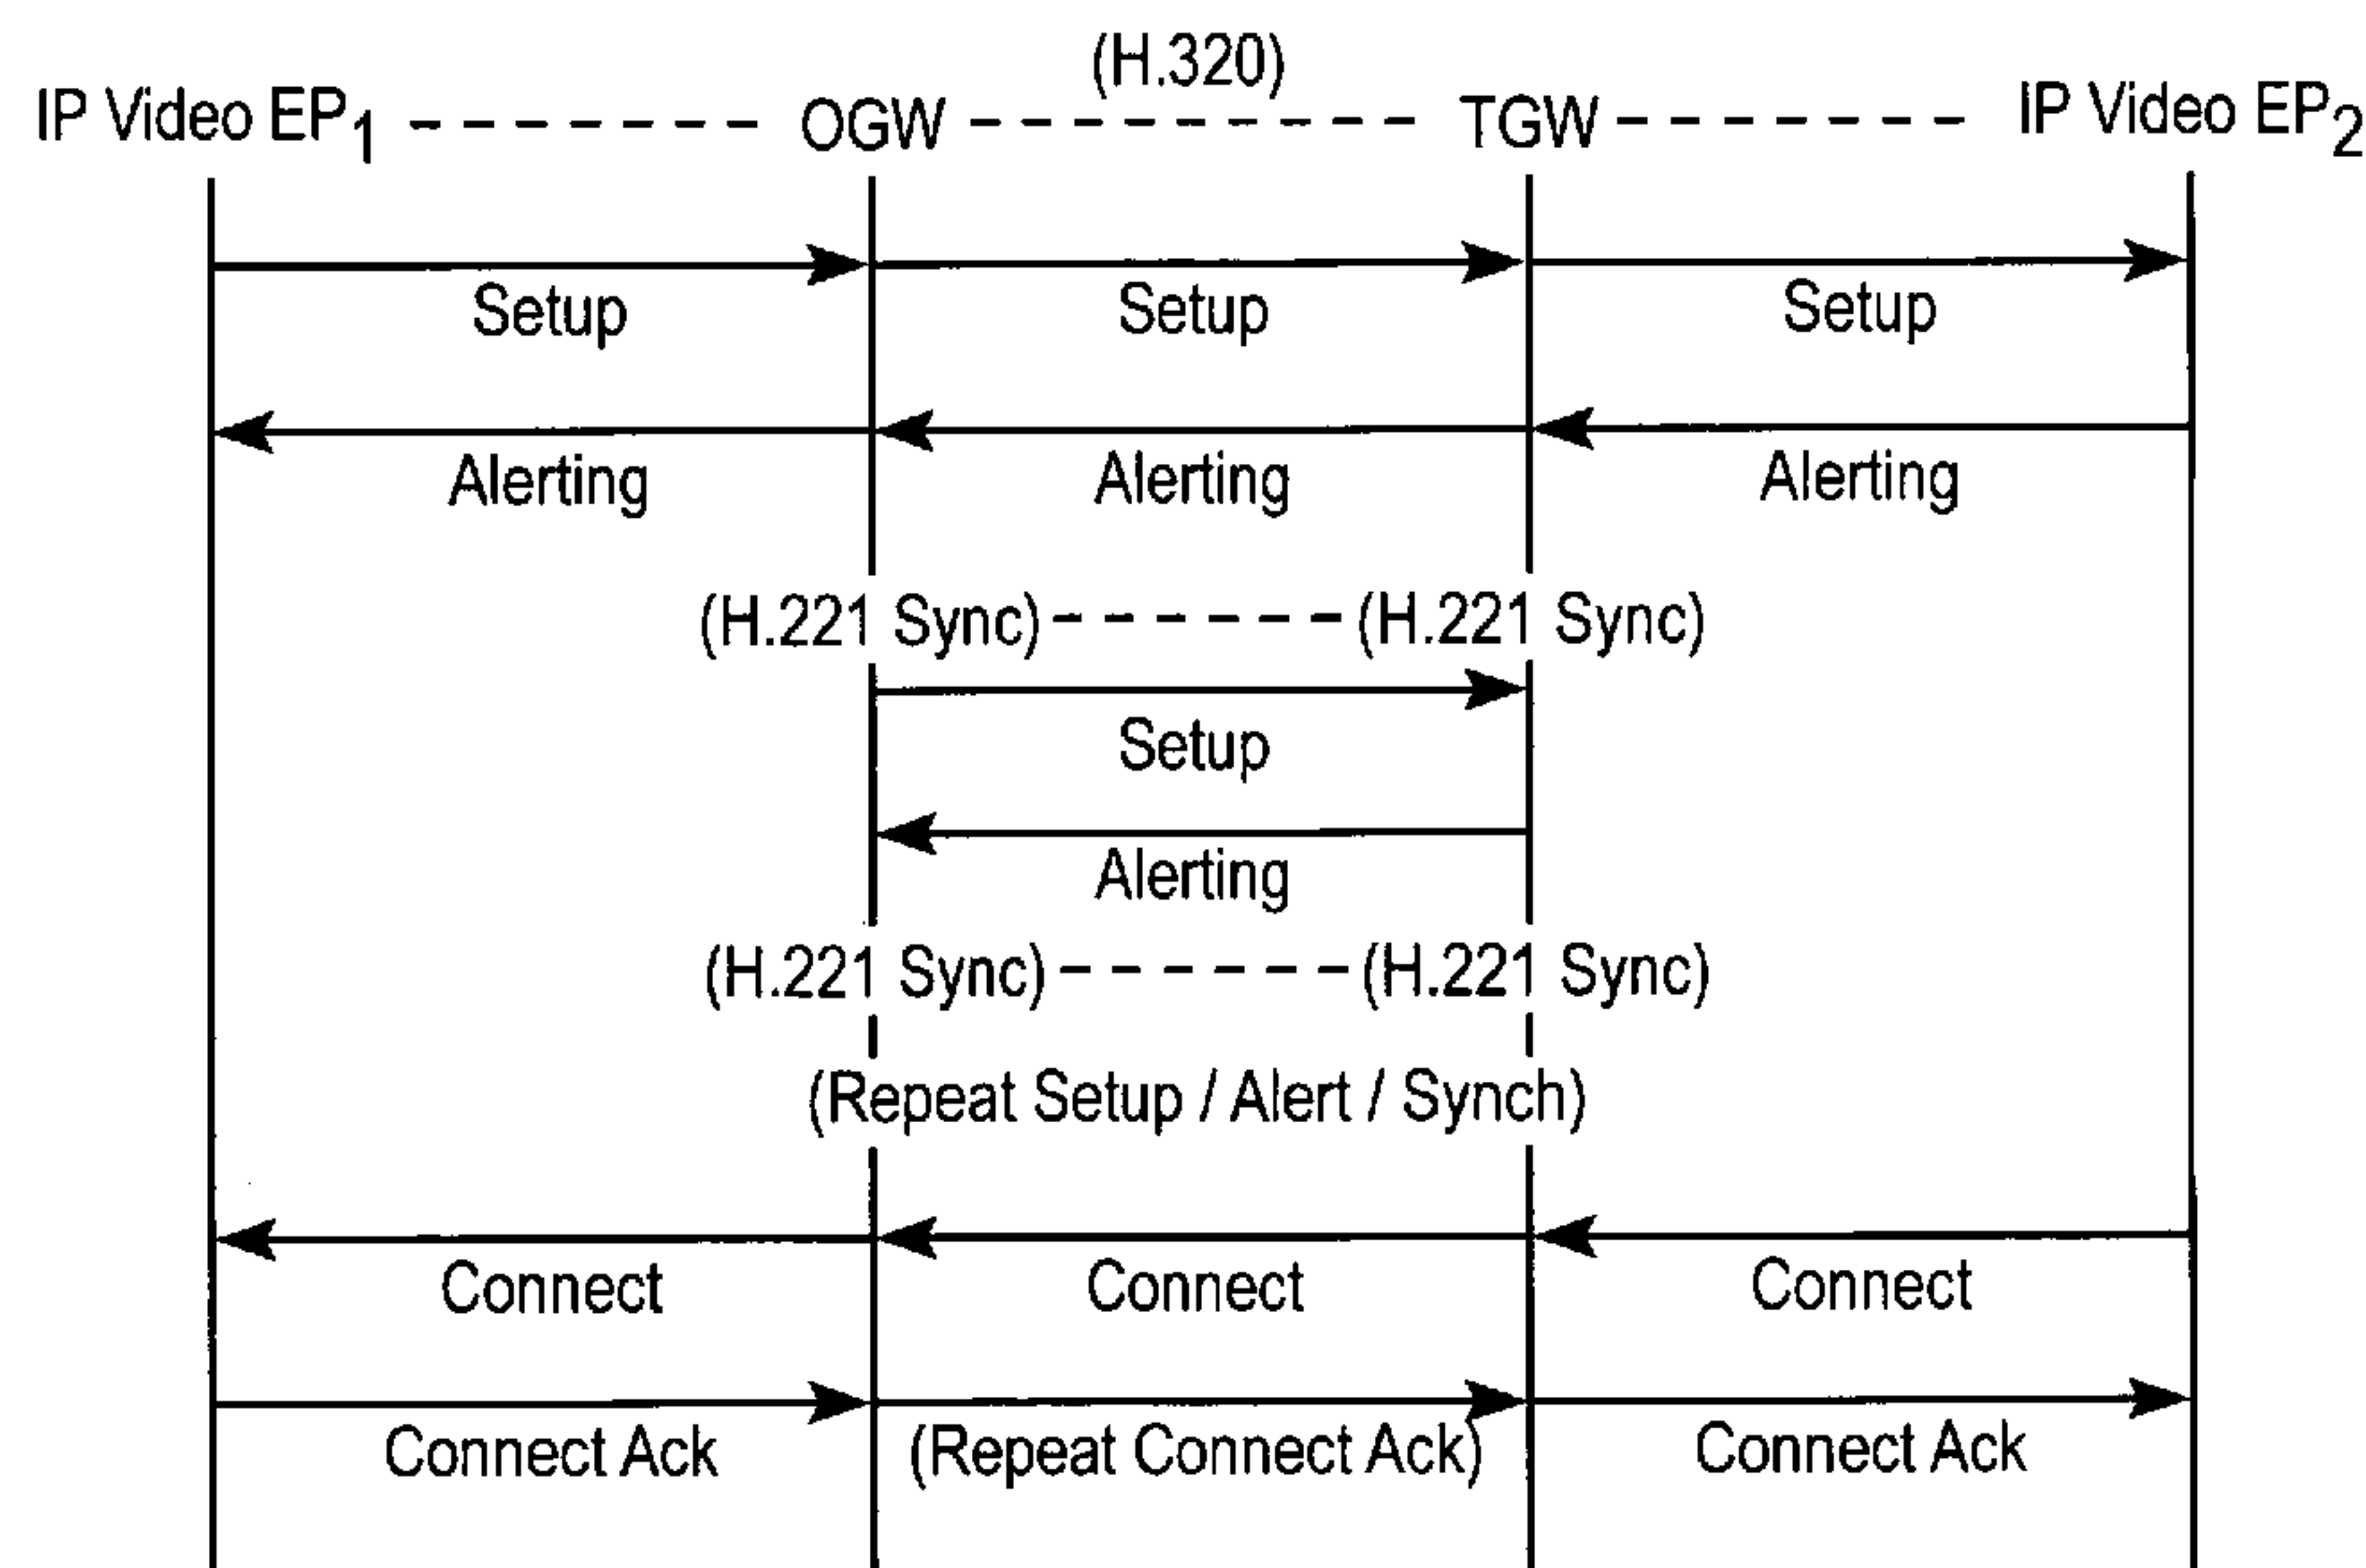 (H.320)
IP Video EP1 OGW TGW IP Video EP2
Setup Setup Setup
Alerting Alerting Alerting
(H.221 Sync) (H.221 Sync)
Setup
Alerting
(H.221 Sync) (H.221 Sync)
(Repeat Setup / Alert / Synch)
Connect Connect Connect
Connect Ack (Repeat Connect Ack) Connect Ack